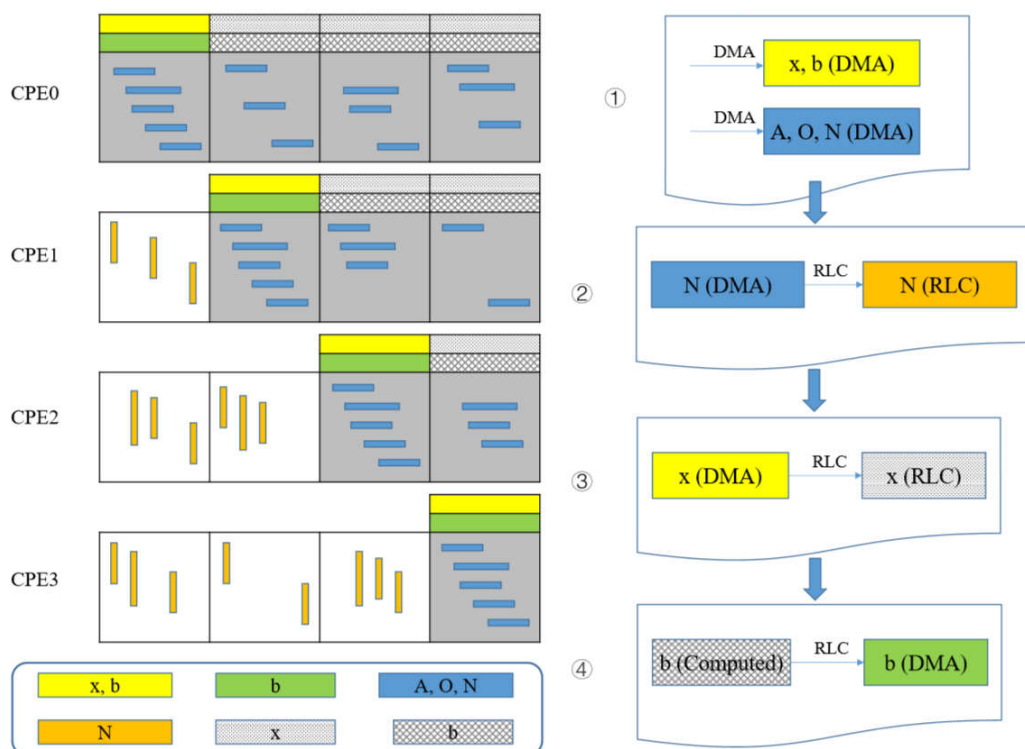 CPE0
CPE1
CPE2
CPE3
x, b
b
A, O, N
N
x
b
①
DMA
x, b (DMA)
DMA
A, O, N (DMA)
②
N (DMA)
RLC
N (RLC)
③
x (DMA)
RLC
x (RLC)
④
b (Computed)
RLC
b (DMA)